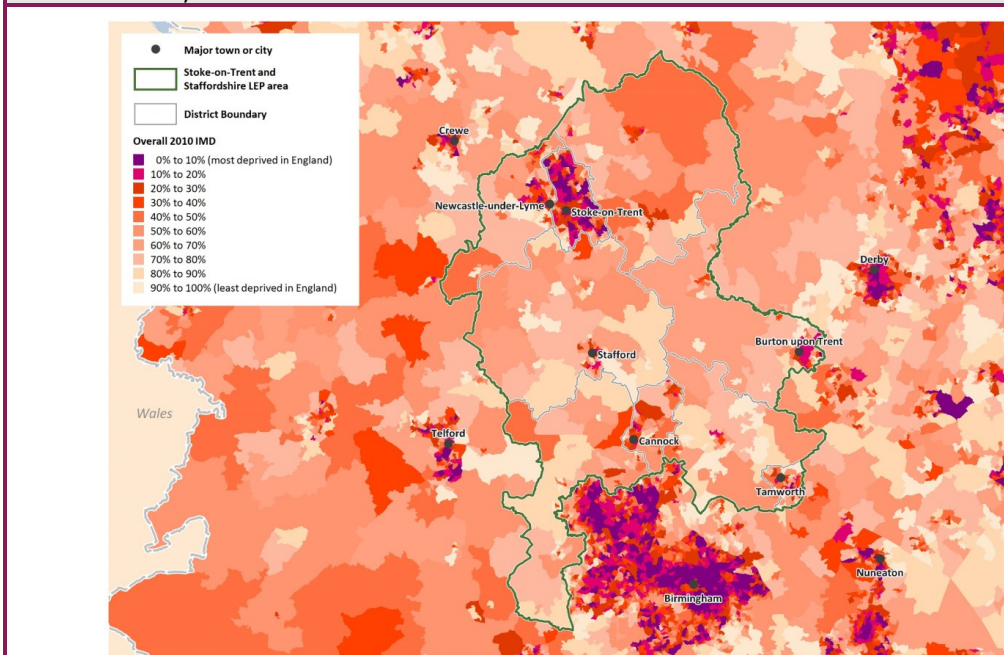 Major town or city
Stoke-on-Trent and
Staffordshire LEP area
District Boundary
Overall 2010 IMD
0% to 10% (most deprived in England)
10% to 20%
20% to 30%
30% to 40%
40% to 50%
50% to 60%
60% to 70%
70% to 80%
80% to 90%
90% to 100% (least deprived in England)
Crewe
Newcastle-under-Lyme
Stoke-on-Trent
Derby
Burton upon Trent
Stafford
Wales
Telford
Cannock
Tamworth
Nuneaton
Birmingham